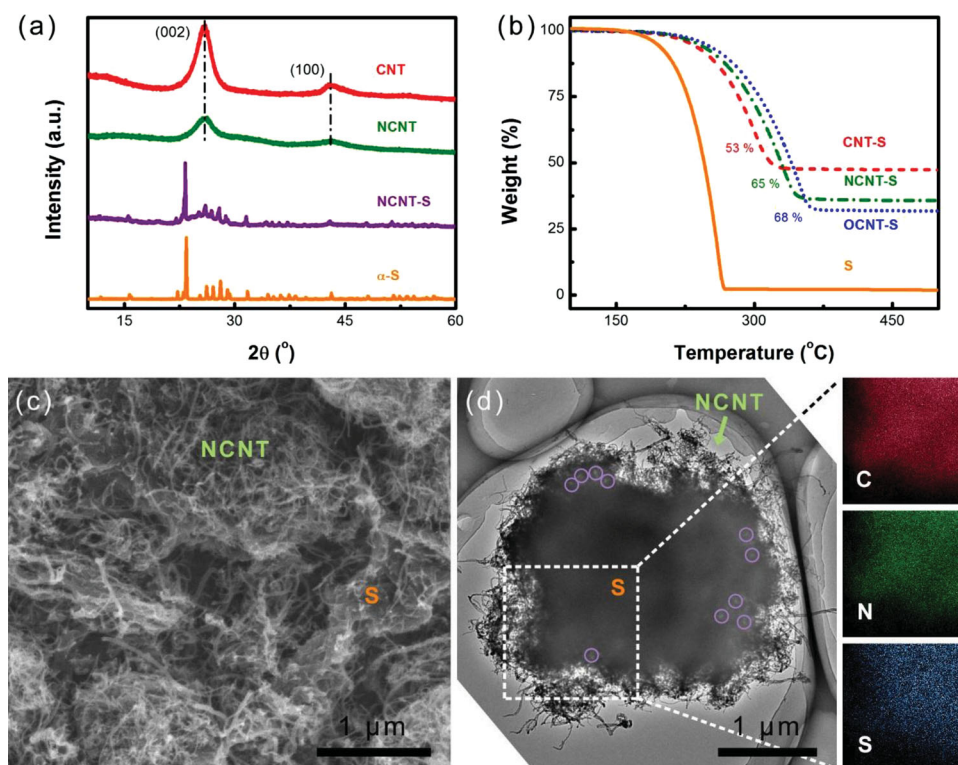 (a)
(002)
(100)
CNT
NCNT
NCNT-S
α-S
Intensity (a.u.)
15
30
45
60
2θ (°)
(b)
100
75
50
25
0
Weight (%)
53 %
65 %
68 %
CNT-S
NCNT-S
OCNT-S
S
150
300
450
Temperature (°C)
(c)
NCNT
S
1 μm
(d)
NCNT
S
1 μm
C
N
S